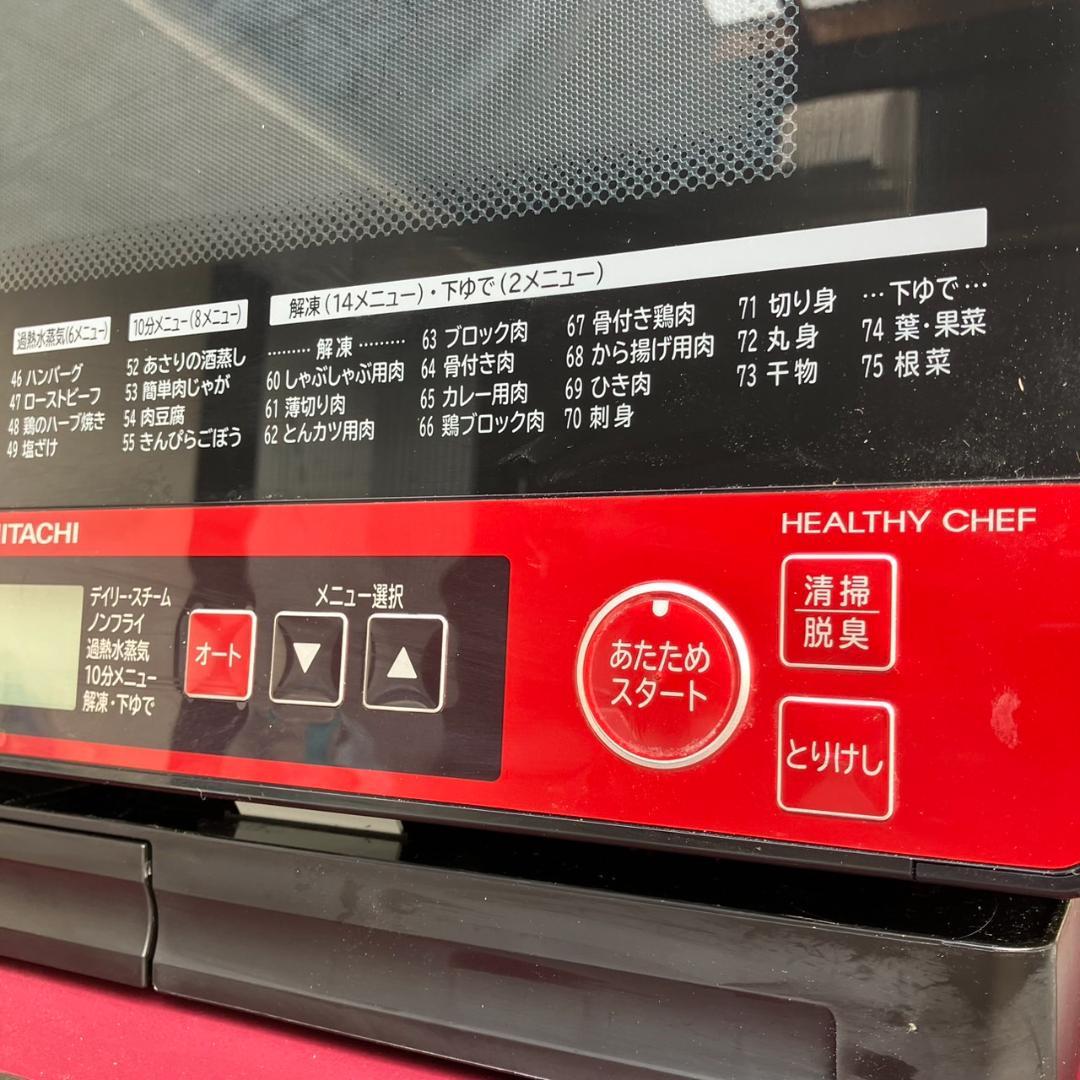 過熱水蒸気(6メニュー)
46 ハンバーグ
47 ローストビーフ
48 鶏のハーブ焼き
49 塩ざけ
10分メニュー(8メニュー)
52 あさりの酒蒸し
53 簡単肉じゃが
54 肉豆腐
55 きんぴらごぼう
解凍(14メニュー)・下ゆで(2メニュー)
……… 解凍 ………
60 しゃぶしゃぶ用肉
61 薄切り肉
62 とんカツ用肉
63 ブロック肉
64 骨付き肉
65 カレー用肉
66 鶏ブロック肉
67 骨付き鶏肉
68 から揚げ用肉
69 ひき肉
70 刺身
71 切り身
72 丸身
73 干物
…下ゆで…
74 葉・果菜
75 根菜
HITACHI
HEALTHY CHEF
デイリー・スチーム
ノンフライ
過熱水蒸気
10分メニュー
解凍・下ゆで
オート
メニュー選択
▼
▲
あたため
スタート
清掃
脱臭
とりけし